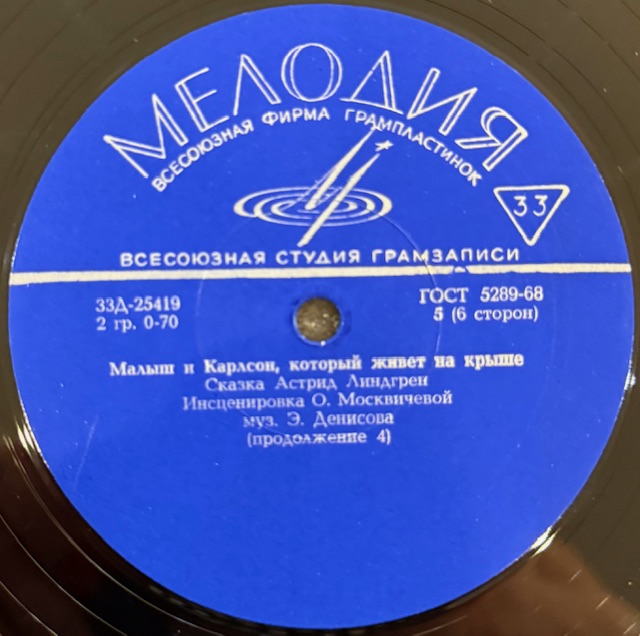 МЕЛОДИЯ
ВСЕСОЮЗНАЯ ФИРМА ГРАМПЛАСТИНОК
33
ВСЕСОЮЗНАЯ СТУДИЯ ГРАМЗАПИСИ
33Д-25419
ГОСТ 5289-68
2 гр. 0-70
5 (6 сторон)
Малыш и Карлсон, который живет на крыше
Сказка Астрид Линдгрен
Инсценировка О. Москвичевой
муз. Э. Денисова
(продолжение 4)